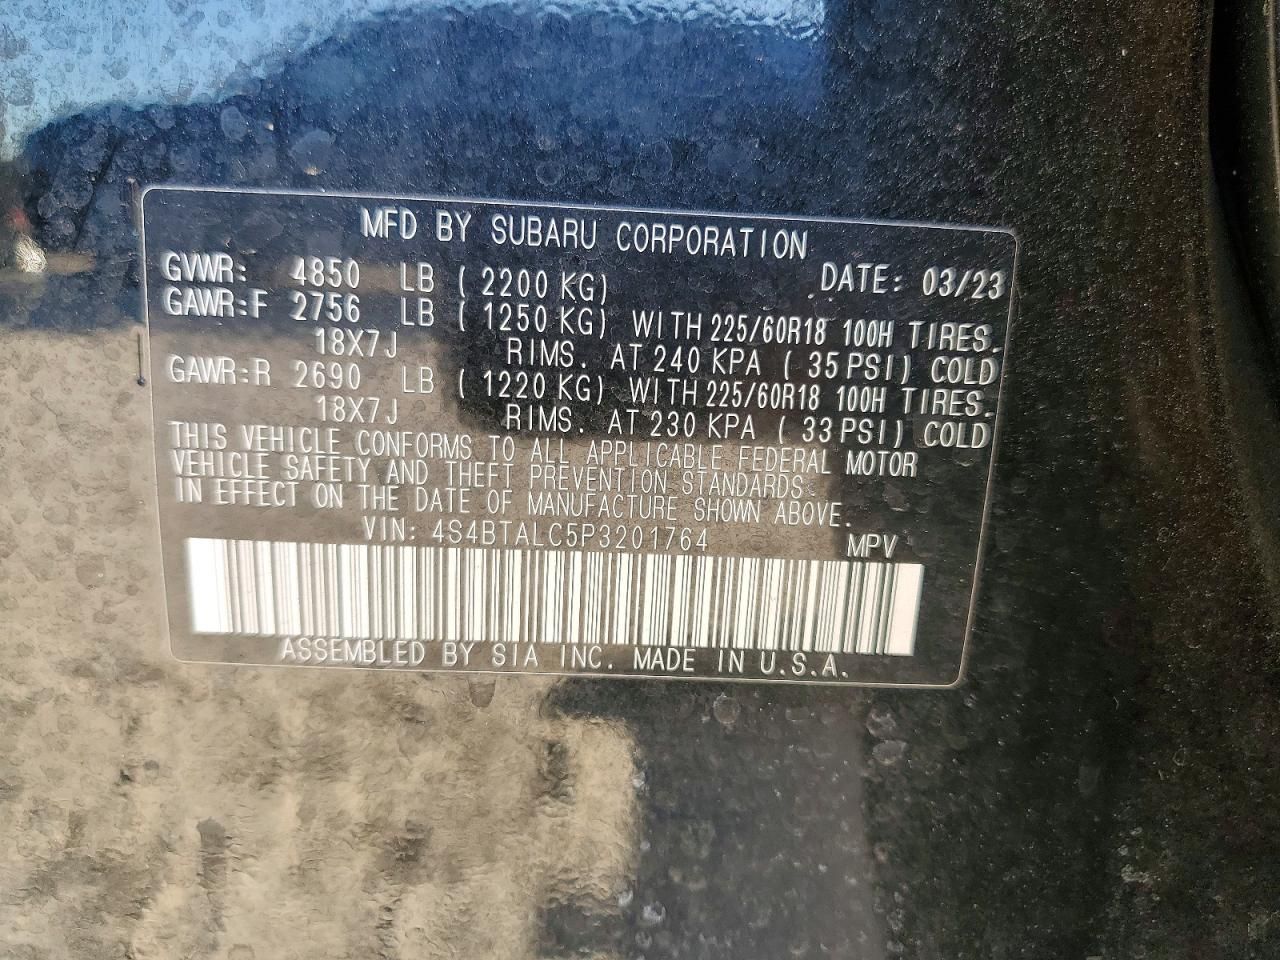 MFD BY SUBARU CORPORATION
GVWR: 4850 LB (2200 KG) DATE: 03/23
GAWR:F 2756 LB (1250 KG) WITH 225/60R18 100H TIRES.
18X7J RIMS. AT 240 KPA (35 PSI) COLD
GAWR:R 2690 LB (1220 KG) WITH 225/60R18 100H TIRES.
18X7J RIMS. AT 230 KPA (33 PSI) COLD
THIS VEHICLE CONFORMS TO ALL APPLICABLE FEDERAL MOTOR
VEHICLE SAFETY AND THEFT PREVENTION STANDARDS
IN EFFECT ON THE DATE OF MANUFACTURE SHOWN ABOVE.
VIN: 4S4BTALC5P3201764 MPV
ASSEMBLED BY SIA INC. MADE IN U.S.A.